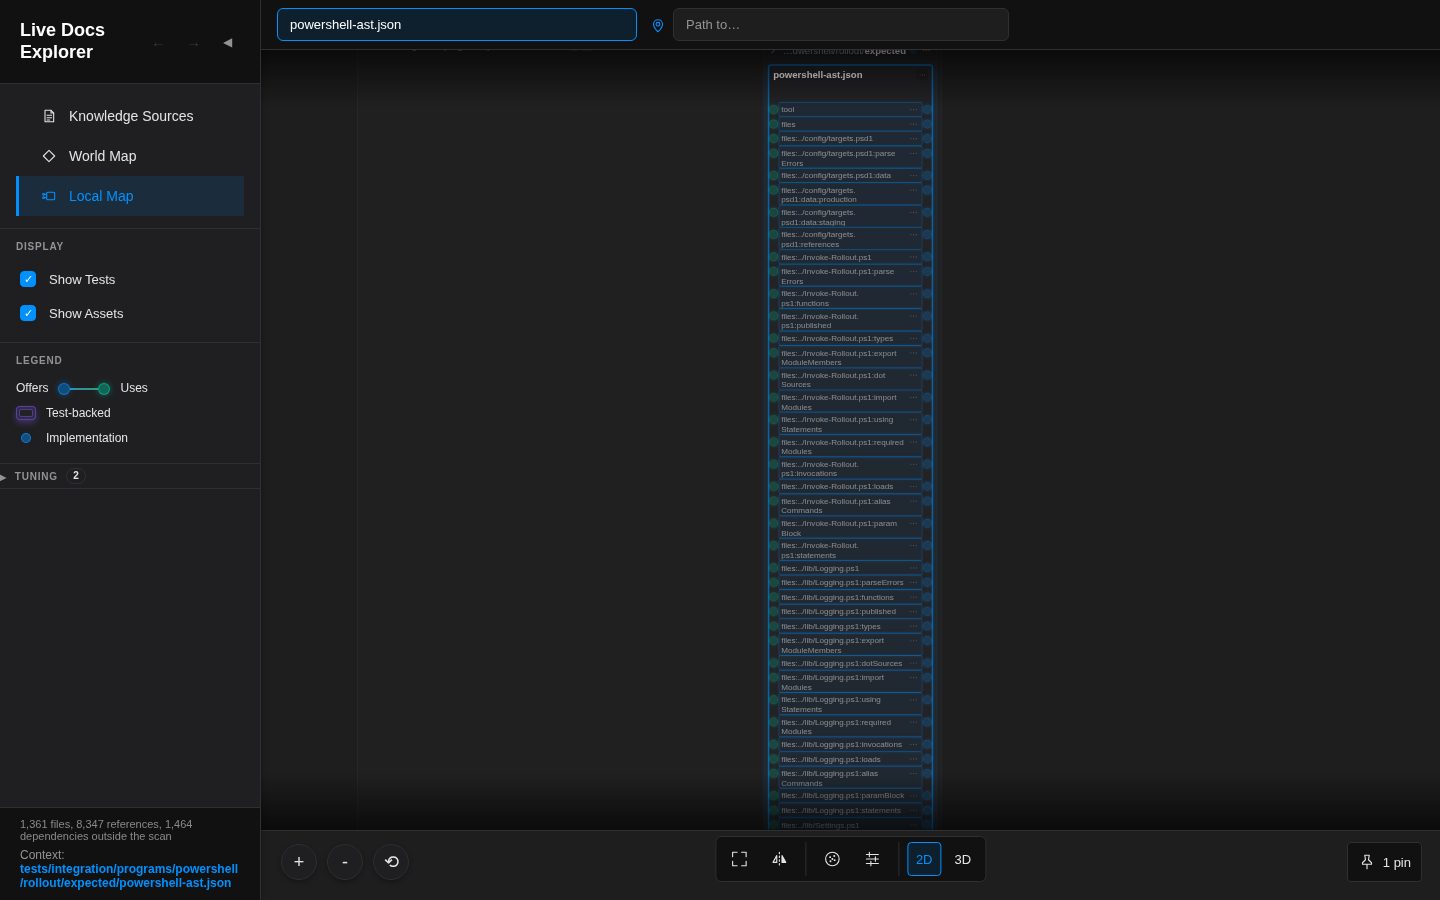 Live Docs
Explorer
powershell-ast.json
Path to…
Knowledge Sources
World Map
Local Map
DISPLAY
Show Tests
Show Assets
LEGEND
Offers
Uses
Test-backed
Implementation
TUNING 2
1,361 files, 8,347 references, 1,464
dependencies outside the scan
Context:
tests/integration/programs/powershell
/rollout/expected/powershell-ast.json
…owershell/rollout/expected
powershell-ast.json
tool
files
files:../config/targets.psd1
files:../config/targets.psd1:parse
Errors
files:../config/targets.psd1:data
files:../config/targets.
psd1:data:production
files:../config/targets.
psd1:data:staging
files:../config/targets.
psd1:references
files:../Invoke-Rollout.ps1
files:../Invoke-Rollout.ps1:parse
Errors
files:../Invoke-Rollout.
ps1:functions
files:../Invoke-Rollout.
ps1:published
files:../Invoke-Rollout.ps1:types
files:../Invoke-Rollout.ps1:export
ModuleMembers
files:../Invoke-Rollout.ps1:dot
Sources
files:../Invoke-Rollout.ps1:import
Modules
files:../Invoke-Rollout.ps1:using
Statements
files:../Invoke-Rollout.ps1:required
Modules
files:../Invoke-Rollout.
ps1:invocations
files:../Invoke-Rollout.ps1:loads
files:../Invoke-Rollout.ps1:alias
Commands
files:../Invoke-Rollout.ps1:param
Block
files:../Invoke-Rollout.
ps1:statements
files:../lib/Logging.ps1
files:../lib/Logging.ps1:parseErrors
files:../lib/Logging.ps1:functions
files:../lib/Logging.ps1:published
files:../lib/Logging.ps1:types
files:../lib/Logging.ps1:export
ModuleMembers
files:../lib/Logging.ps1:dotSources
files:../lib/Logging.ps1:import
Modules
files:../lib/Logging.ps1:using
Statements
files:../lib/Logging.ps1:required
Modules
files:../lib/Logging.ps1:invocations
files:../lib/Logging.ps1:loads
files:../lib/Logging.ps1:alias
Commands
files:../lib/Logging.ps1:paramBlock
files:../lib/Logging.ps1:statements
files:../lib/Settings.ps1
+
-
2D
3D
1 pin